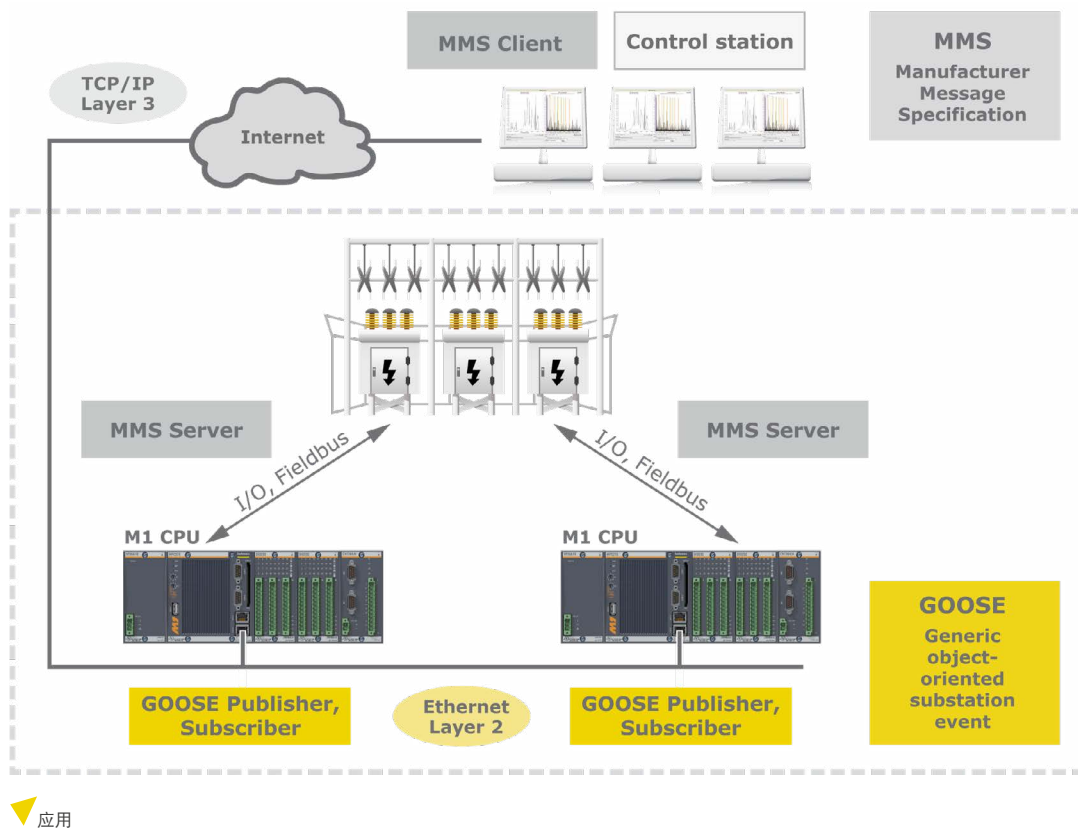 MMS Client
Control station
MMS
Manufacturer
Message
Specification
TCP/IP
Layer 3
Internet
MMS Server
MMS Server
I/O, Fieldbus
I/O, Fieldbus
M1 CPU
M1 CPU
GOOSE
Generic
object-
oriented
substation
event
GOOSE Publisher,
Subscriber
Ethernet
Layer 2
GOOSE Publisher,
Subscriber
应用